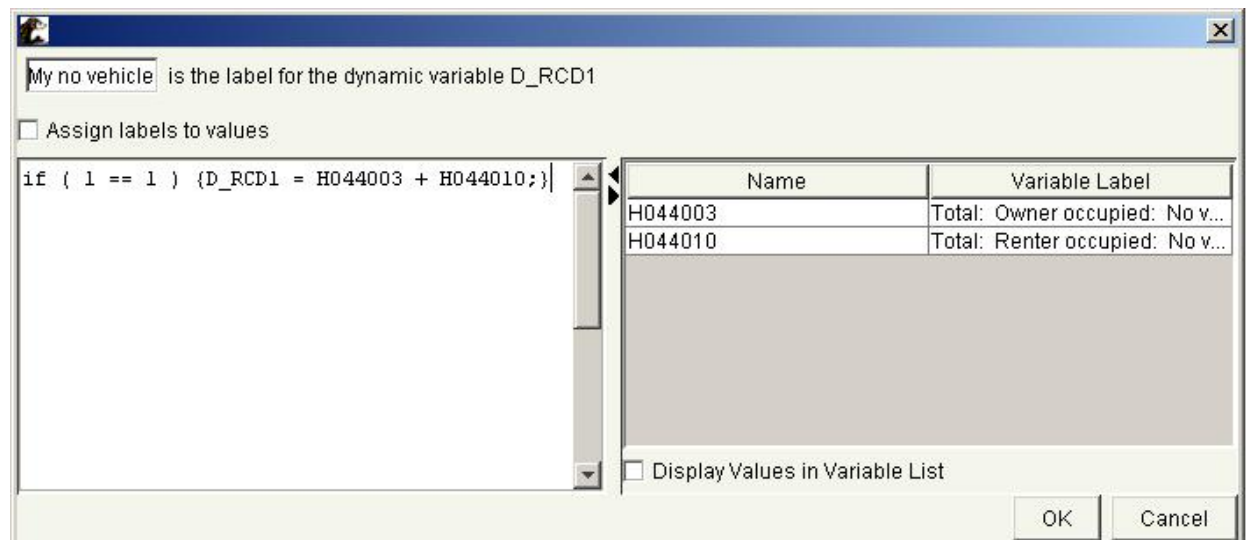 My no vehicle is the label for the dynamic variable D_RCD1
Assign labels to values
if ( 1 == 1 ) {D_RCD1 = H044003 + H044010;}
Name Variable Label
H044003 Total: Owner occupied: No v...
H044010 Total: Renter occupied: No v...
Display Values in Variable List
OK Cancel